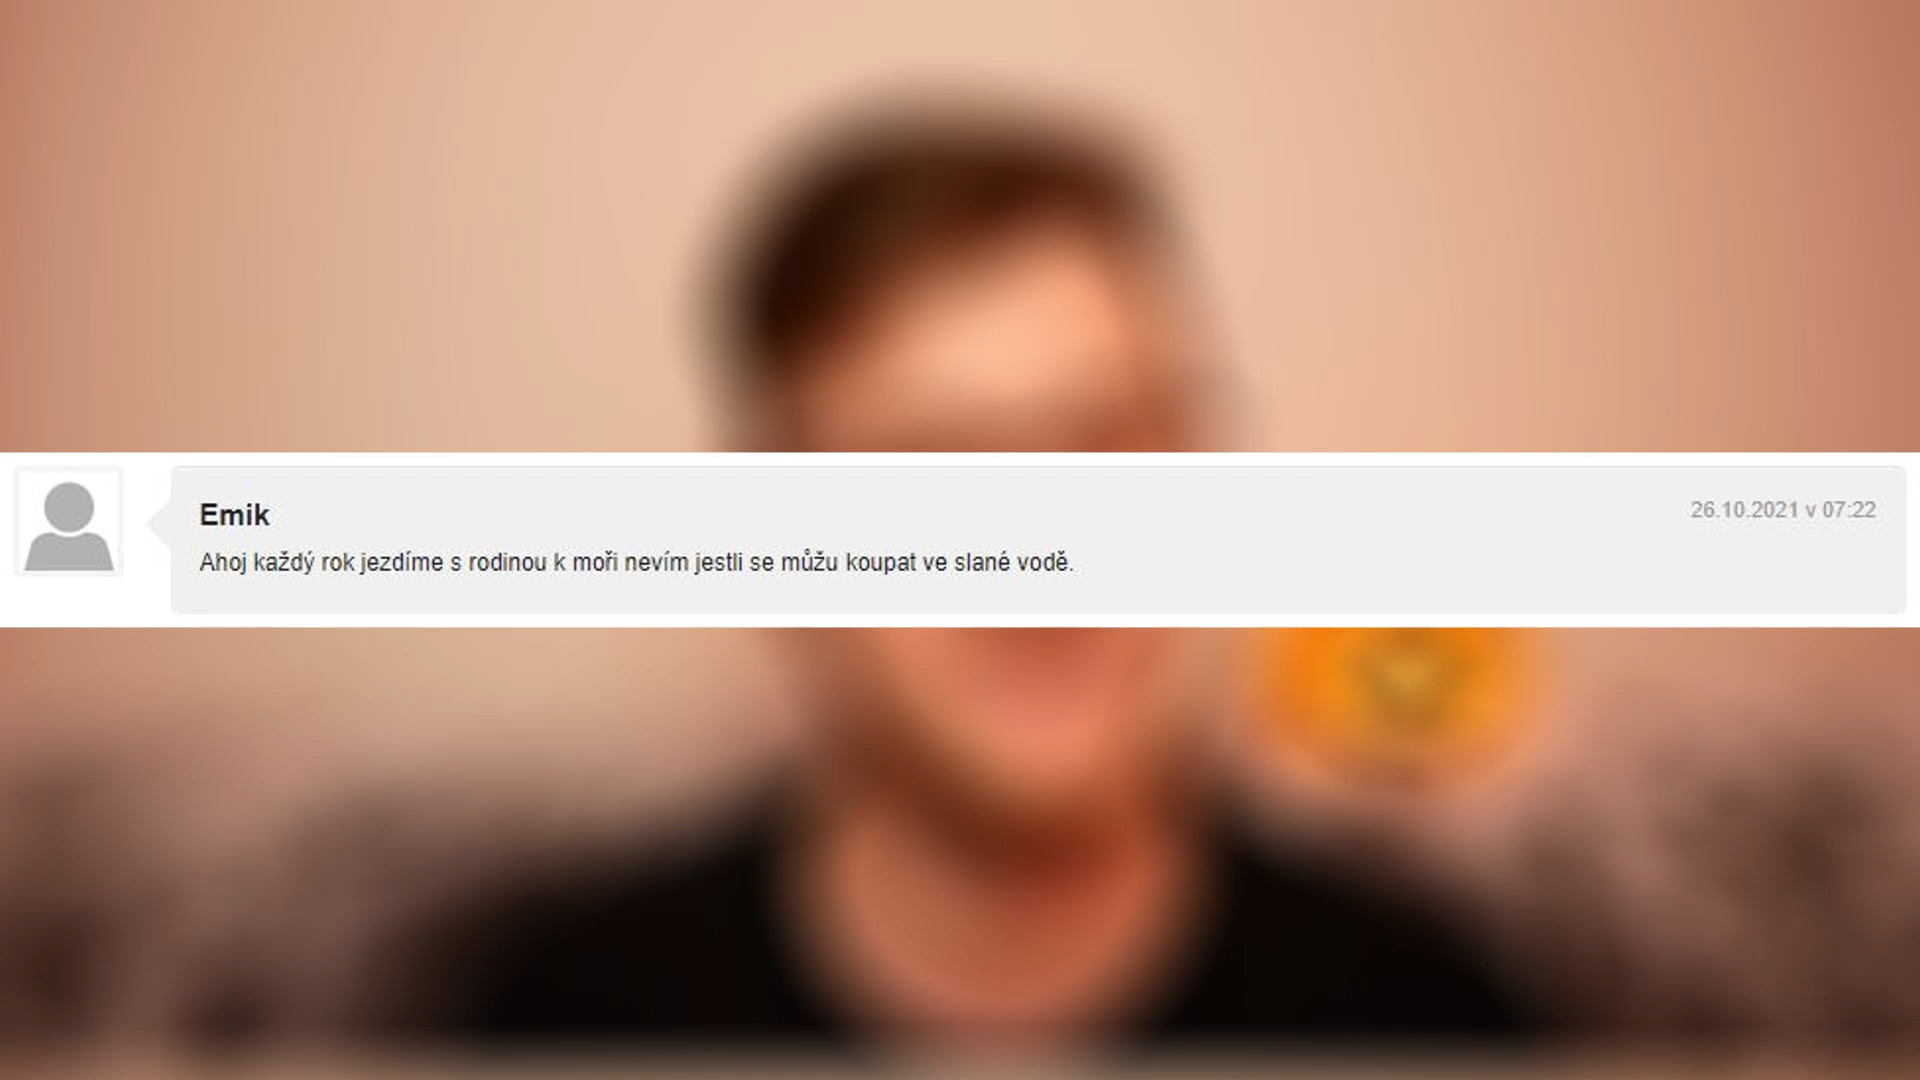 Emik
26.10.2021 v 07:22
Ahoj každý rok jezdíme s rodinou k moři nevím jestli se můžu koupat ve slané vodě.